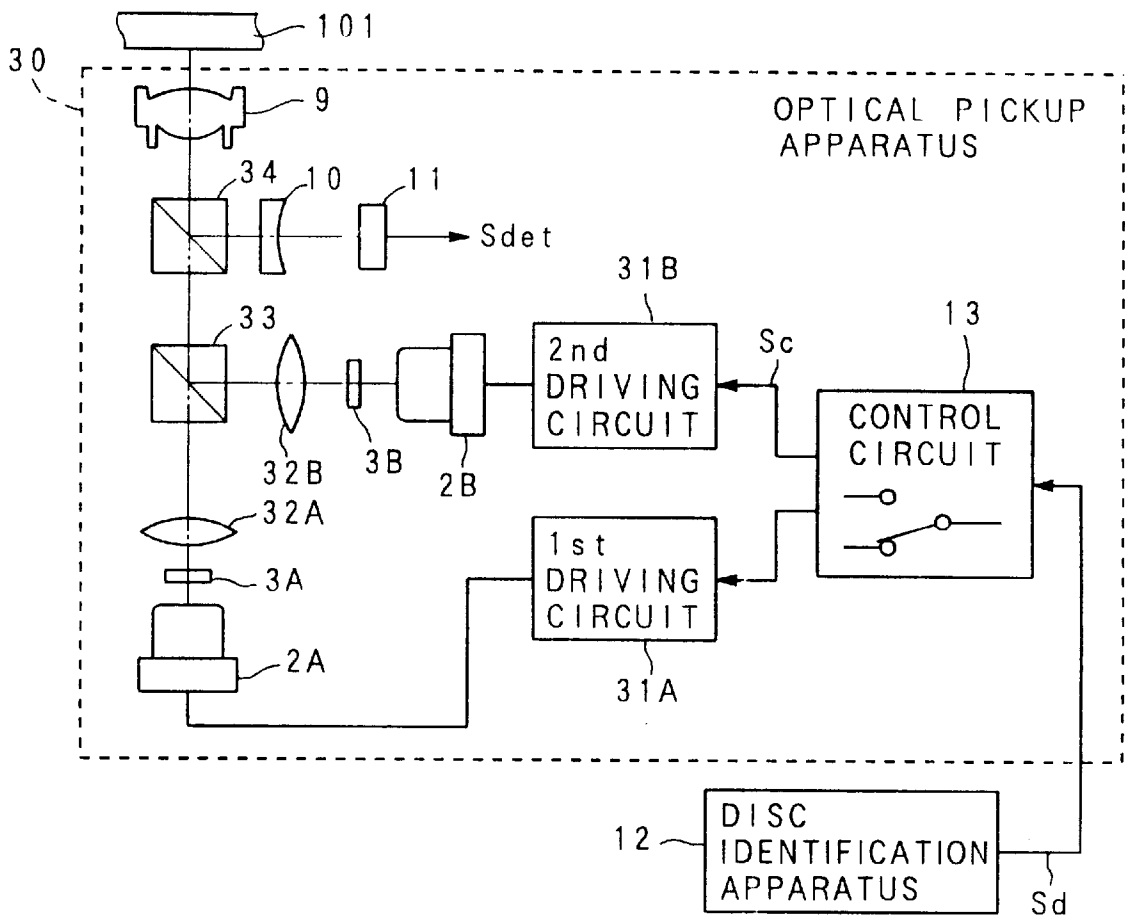 101
30
9
OPTICAL PICKUP
APPARATUS
34
10
11
Sdet
31B
33
13
Sc
2nd
DRIVING
CIRCUIT
CONTROL
CIRCUIT
32B
3B
2B
32A
1st
DRIVING
CIRCUIT
3A
2A
31A
12
DISC
IDENTIFICATION
APPARATUS
Sd